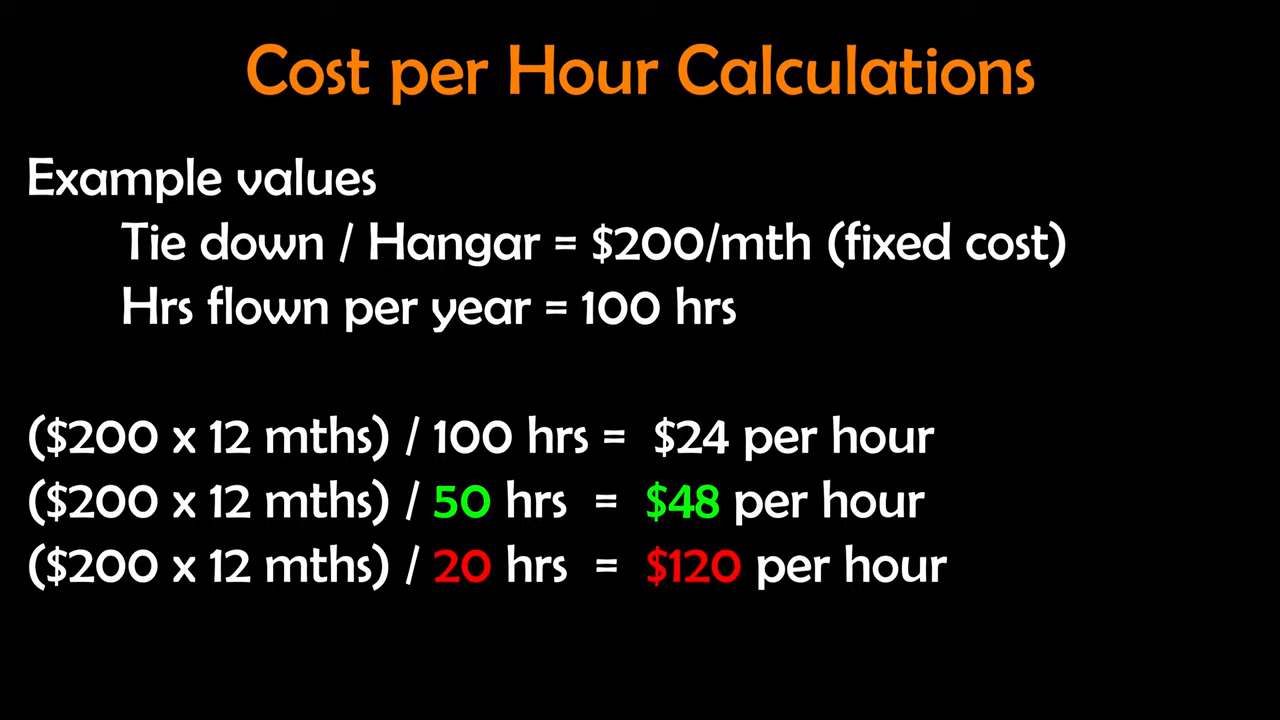 Cost per Hour Calculations
Example values
Tie down / Hangar = $200/mth (fixed cost)
Hrs flown per year = 100 hrs
($200 x 12 mths) / 100 hrs = $24 per hour
($200 x 12 mths) / 50 hrs = $48 per hour
($200 x 12 mths) / 20 hrs = $120 per hour